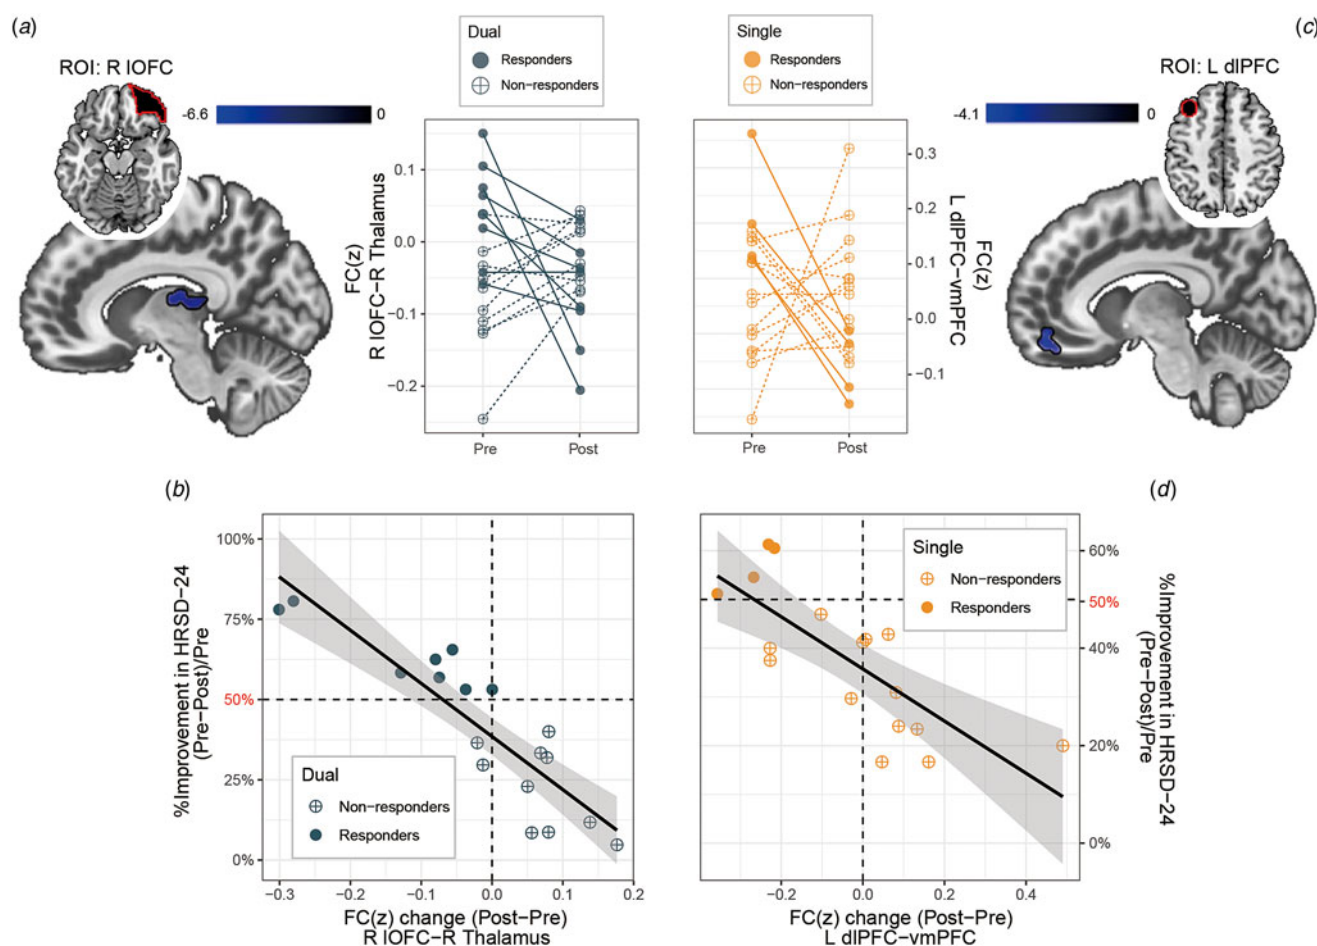 (a)
ROI: R lOFC
-6.6
0
Dual
Responders
Non-responders
0.1
0.0
−0.1
−0.2
FC(z)
R lOFC−R Thalamus
Pre
Post
Single
Responders
Non-responders
0.3
0.2
0.1
0.0
−0.1
FC(z)
L dlPFC−vmPFC
Pre
Post
(c)
ROI: L dlPFC
-4.1
0
(b)
100%
75%
50%
25%
0%
%Improvement in HRSD−24
(Pre−Post)/Pre
Dual
Non-responders
Responders
−0.3
−0.2
−0.1
0.0
0.1
0.2
FC(z) change (Post−Pre)
R lOFC−R Thalamus
(d)
Single
Non-responders
Responders
60%
50%
40%
20%
0%
%Improvement in HRSD−24
(Pre−Post)/Pre
−0.2
0.0
0.2
0.4
FC(z) change (Post−Pre)
L dlPFC−vmPFC